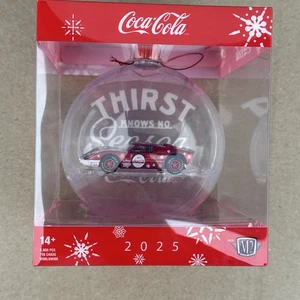 Coca-Cola
THIRST
KNOWS NO
Season
14+
2025
M2